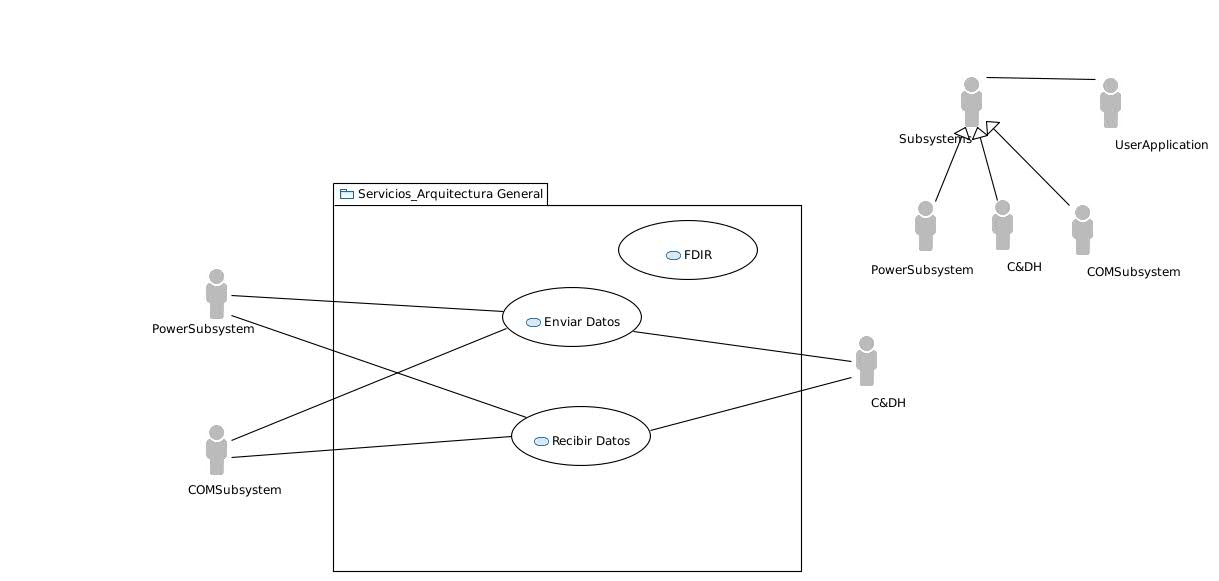 Subsystems
UserApplication
Servicios_Arquitectura General
FDIR
PowerSubsystem
C&DH
COMSubsystem
Enviar Datos
PowerSubsystem
C&DH
Recibir Datos
COMSubsystem